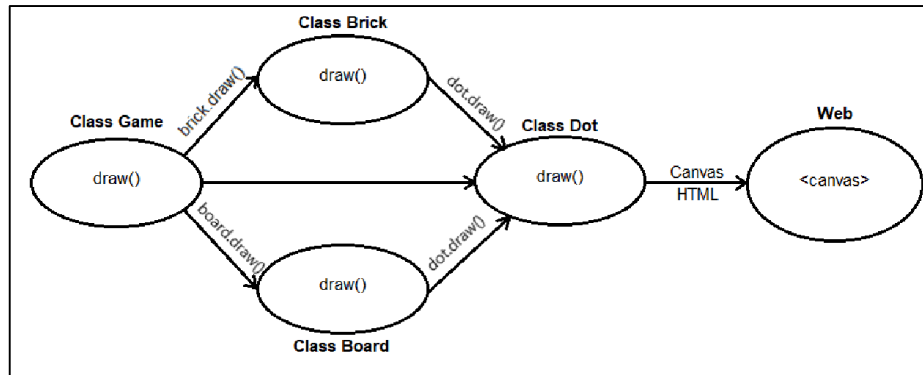 Class Brick
draw()
brick.draw()
dot.draw()
Class Game
draw()
Class Dot
draw()
Canvas
HTML
Web
<canvas>
board.draw()
dot.draw()
draw()
Class Board